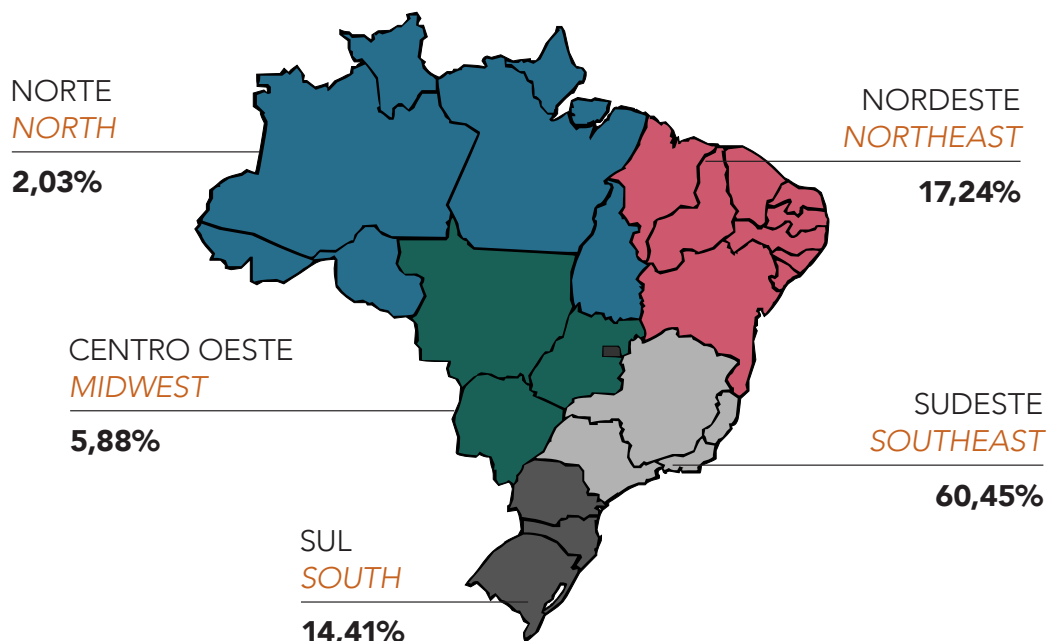 NORTE
NORTH
2,03%
NORDESTE
NORTHEAST
17,24%
CENTRO OESTE
MIDWEST
5,88%
SUDESTE
SOUTHEAST
60,45%
SUL
SOUTH
14,41%